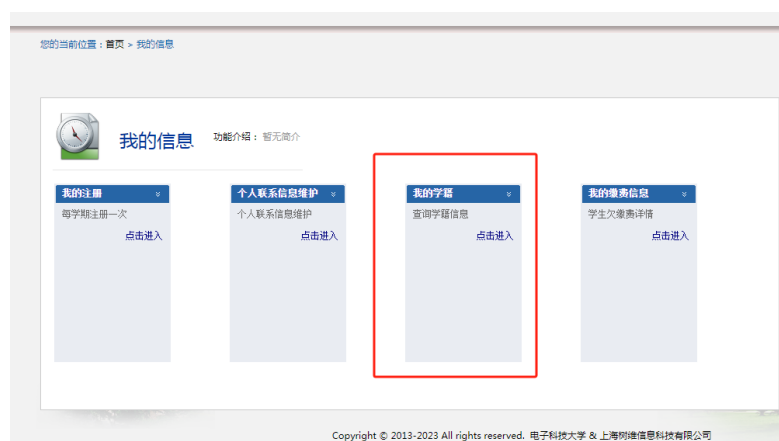 您的当前位置：首页 > 我的信息
我的信息 功能介绍： 暂无简介
我的注册
每学期注册一次
点击进入
个人联系信息维护
个人联系信息维护
点击进入
我的学籍
查询学籍信息
点击进入
我的缴费信息
学生欠缴费详情
点击进入
Copyright © 2013-2023 All rights reserved. 电子科技大学 & 上海树维信息科技有限公司